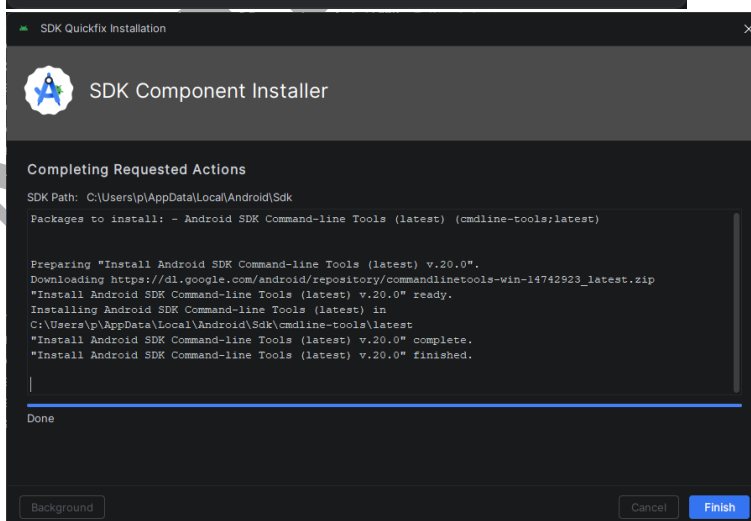 SDK Quickfix Installation
SDK Component Installer
Completing Requested Actions
SDK Path: C:\Users\p\AppData\Local\Android\Sdk
Packages to install: - Android SDK Command-line Tools (latest) (cmdline-tools;latest)
Preparing "Install Android SDK Command-line Tools (latest) v.20.0".
Downloading https://dl.google.com/android/repository/commandlinetools-win-14742923_latest.zip
"Install Android SDK Command-line Tools (latest) v.20.0" ready.
Installing Android SDK Command-line Tools (latest) in
C:\Users\p\AppData\Local\Android\Sdk\cmdline-tools\latest
"Install Android SDK Command-line Tools (latest) v.20.0" complete.
"Install Android SDK Command-line Tools (latest) v.20.0" finished.
Done
Background Cancel Finish